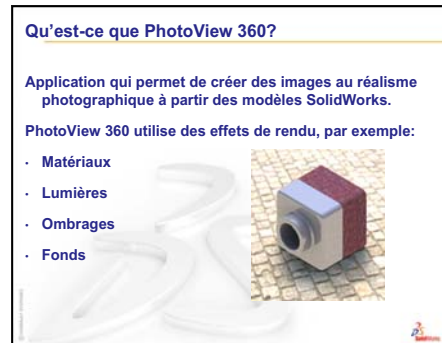 Qu'est-ce que PhotoView 360?
Application qui permet de créer des images au réalisme
photographique à partir des modèles SolidWorks.
PhotoView 360 utilise des effets de rendu, par exemple:
· Matériaux
· Lumières
· Ombrages
· Fonds
SolidWorks